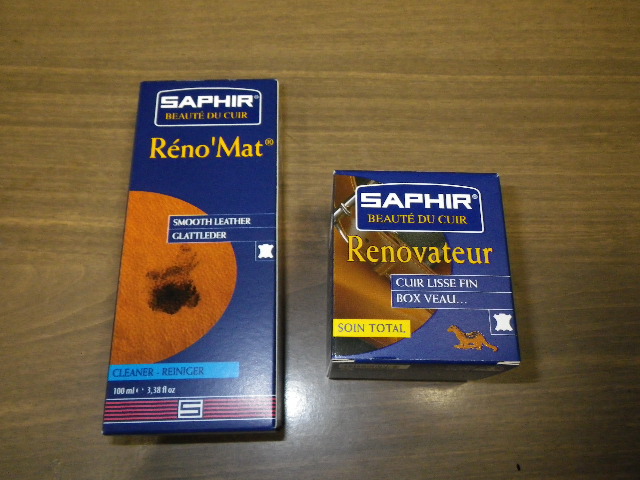 SAPHIR®
BEAUTÉ DU CUIR
Réno'Mat®
SMOOTH LEATHER
GLATTLEDER
CLEANER - REINIGER
100 ml e 3,38 fl oz
S
SAPHIR®
BEAUTÉ DU CUIR
Renovateur
CUIR LISSE FIN
BOX VEAU...
SOIN TOTAL